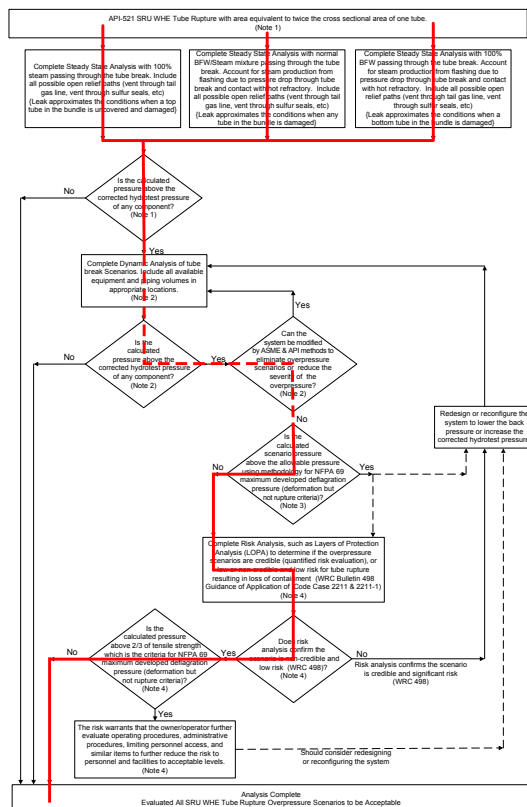 API-521 SRU WHE Tube Rupture with area equivalent to twice the cross sectional area of one tube.
(Note 1)
Complete Steady State Analysis with 100%
steam passing through the tube break. Include
all possible open relief paths (vent through tail
gas line, vent through sulfur seals, etc)
{Leak approximates the conditions when a top
tube in the bundle is uncovered and damaged}
Complete Steady State Analysis with normal
BFW/Steam mixture passing through the tube
break. Account for steam production from
flashing due to pressure drop through tube
break and contact with hot refractory. Include
all possible open relief paths (vent through tail
gas line, vent through sulfur seals, etc)
{Leak approximates the conditions when any
tube in the bundle is damaged}
Complete Steady State Analysis with 100%
BFW passing through the tube break. Account
for steam production from flashing due to
pressure drop through tube break and contact
with hot refractory. Include all possible open
relief paths (vent through tail gas line, vent
through sulfur seals, etc)
{Leak approximates the conditions when a
bottom tube in the bundle is damaged}
Is the calculated
pressure above the
corrected hydrotest pressure
of any component?
(Note 1)
No
Yes
Complete Dynamic Analysis of tube
break Scenarios. Include all available
equipment and piping volumes in
appropriate locations.
(Note 2)
Yes
Is the
calculated
pressure above the
corrected hydrotest pressure
of any component?
(Note 2)
No
Yes
Can the
system be modified
by ASME & API methods to
eliminate overpressure
scenarios or reduce the
severity of the
overpressure?
(Note 2)
No
Redesign or reconfigure the
system to lower the back
pressure or increase the
corrected hydrotest pressure
Is the
calculated
scenario pressure
above the allowable pressure
using methodology for NFPA 69
maximum developed deflagration
pressure (deformation but
not rupture criteria)?
(Note 3)
No
Yes
Complete Risk Analysis, such as Layers of Protection
Analysis (LOPA) to determine if the overpressure
scenarios are credible (quantified risk evaluation), or
low or non-credible and low risk for tube rupture
resulting in loss of containment (WRC Bulletin 498
Guidance of Application of Code Case 2211 & 2211-1)
(Note 4)
Is the
calculated pressure
above 2/3 of tensile strength
which is the criteria for NFPA 69
maximum developed deflagration
pressure (deformation but
not rupture criteria)?
(Note 4)
No
Yes
Yes
Does risk
analysis confirm the
scenario is non-credible and
low risk (WRC 498)?
(Note 4)
No
Risk analysis confirms the scenario
is credible and significant risk
(WRC 498)
The risk warrants that the owner/operator further
evaluate operating procedures, administrative
procedures, limiting personnel access, and
similar items to further reduce the risk to
personnel and facilities to acceptable levels.
(Note 4)
Should consider redesigning
or reconfiguring the system
Analysis Complete
Evaluated All SRU WHE Tube Rupture Overpressure Scenarios to be Acceptable